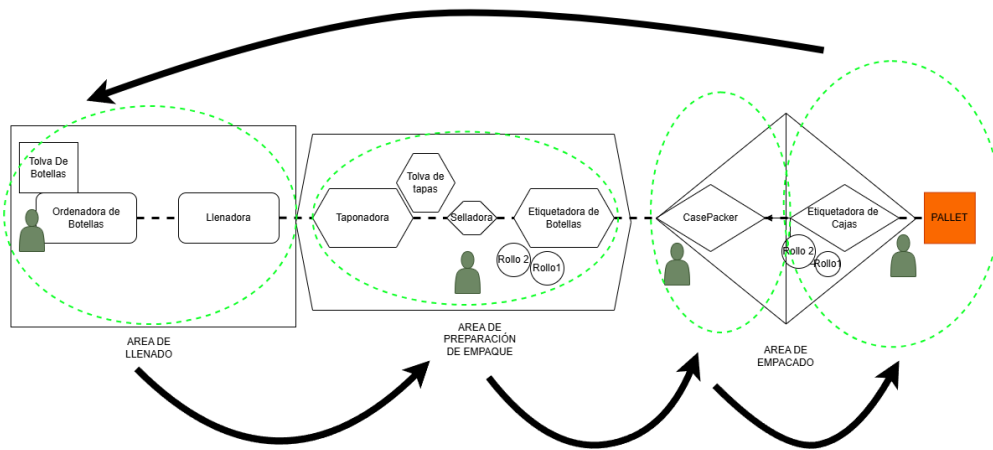 Tolva De
Botellas
Ordenadora de
Botellas
Llenadora
AREA DE
LLENADO
Tolva de
tapas
Taponadora
Selladora
Etiquetadora de
Botellas
Rollo 2
Rollo1
AREA DE
PREPARACIÓN
DE EMPAQUE
CasePacker
Etiquetadora de
Cajas
Rollo 2
Rollo1
AREA DE
EMPACADO
PALLET